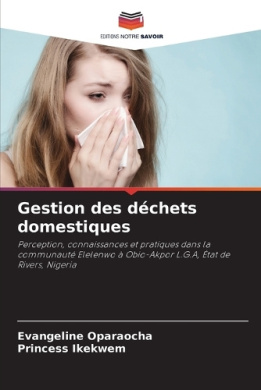 EDITIONS NOTRE SAVOIR
Gestion des déchets
domestiques
Perception, connaissances et pratiques dans la
communauté Elelenwo à Obio-Akpor L.G.A, État de
Rivers, Nigeria
Evangeline Oparaocha
Princess Ikekwem